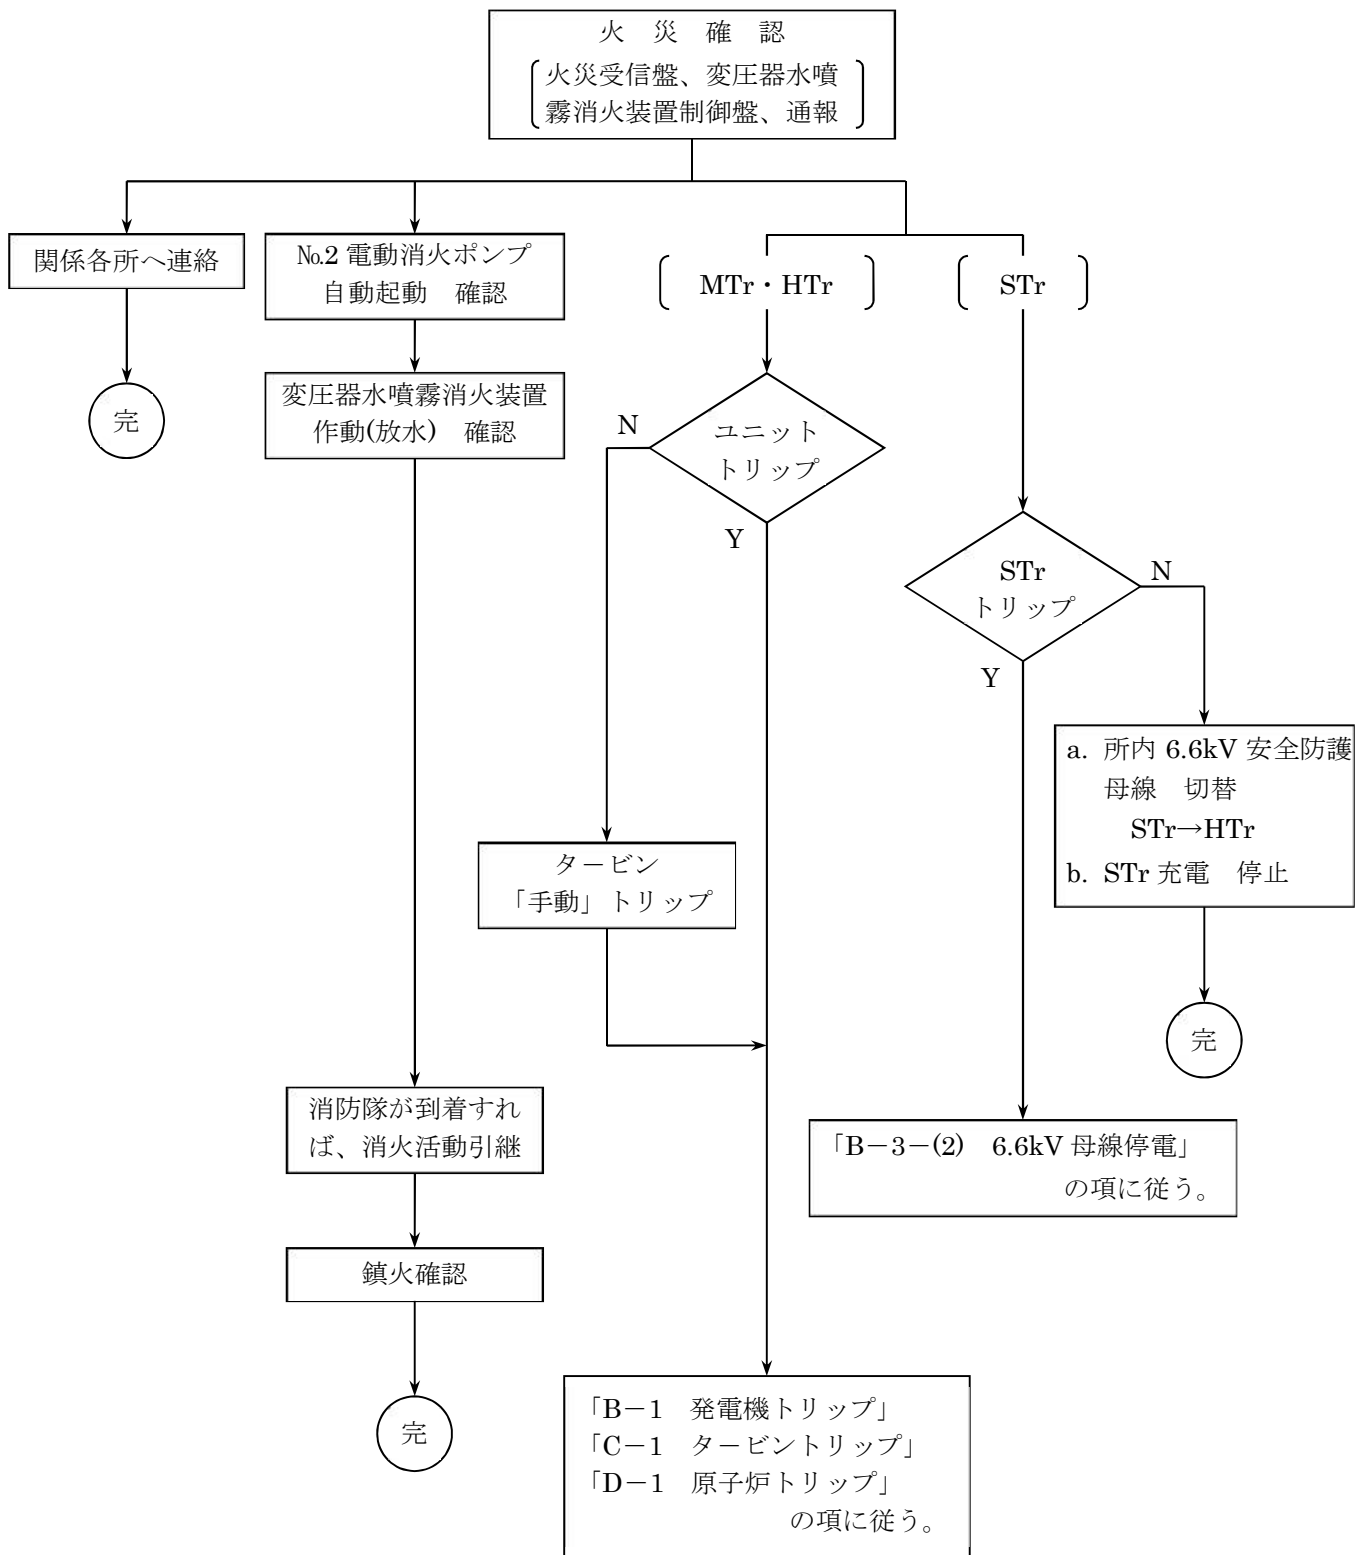 火　災　確　認
火災受信盤、変圧器水噴
霧消火装置制御盤、通報
関係各所へ連絡
完
№2 電動消火ポンプ
自動起動　確認
変圧器水噴霧消火装置
作動(放水)　確認
消防隊が到着すれ
ば、消火活動引継
鎮火確認
完
MTr・HTr
ユニット
トリップ
N
Y
タービン
「手動」トリップ
「B－1　発電機トリップ」
「C－1　タービントリップ」
「D－1　原子炉トリップ」
の項に従う。
STr
STr
トリップ
N
Y
a. 所内 6.6kV 安全防護
母線　切替
STr→HTr
b. STr 充電　停止
完
「B－3－(2)　6.6kV 母線停電」
の項に従う。